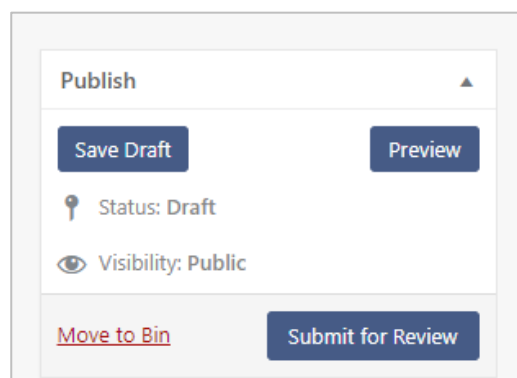 Publish
Save Draft Preview
Status: Draft
Visibility: Public
Move to Bin Submit for Review